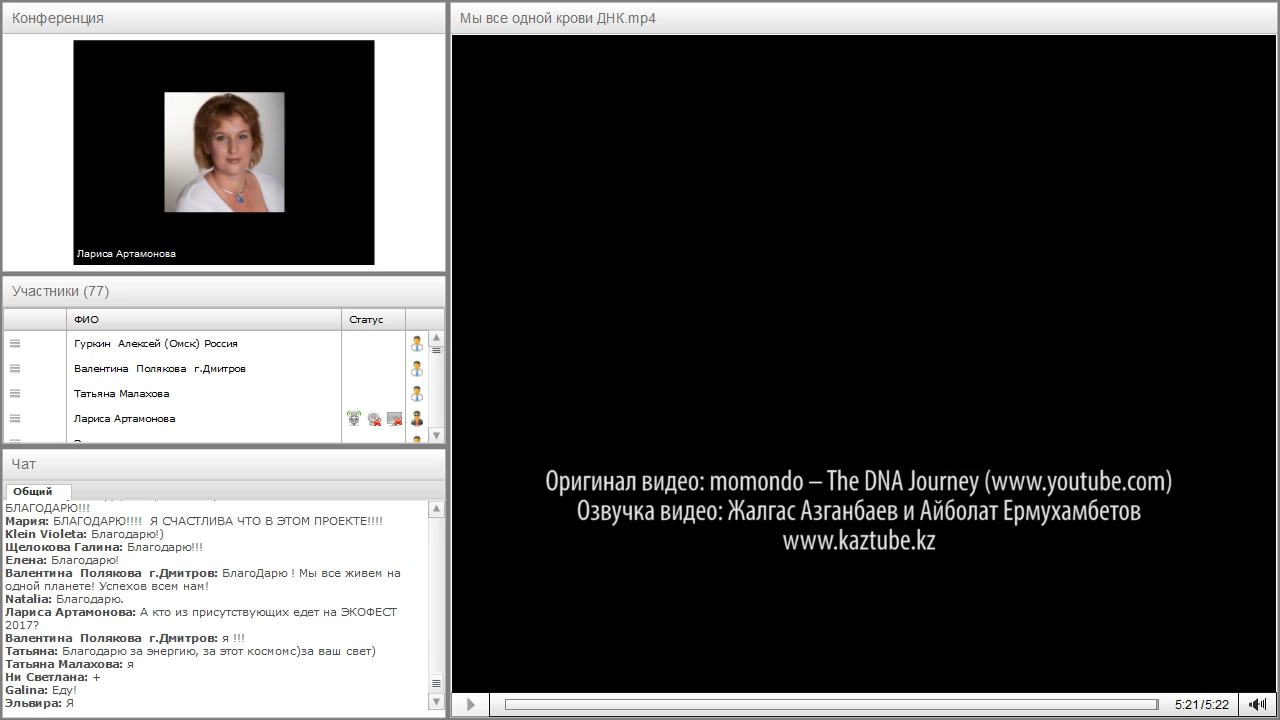 Конференция
Лариса Артамонова
Участники (77)
ФИО
Статус
Гуркин Алексей (Омск) Россия
Валентина Полякова г.Дмитров
Татьяна Малахова
Лариса Артамонова
Чат
Общий
БЛАГОДАРЮ!!!
Мария: БЛАГОДАРЮ!!!! Я СЧАСТЛИВА ЧТО В ЭТОМ ПРОЕКТЕ!!!!
Klein Violeta: Благодарю!)
Щелокова Галина: Благодарю!!!
Елена: Благодарю!
Валентина Полякова г.Дмитров: БлагоДарю ! Мы все живем на
одной планете! Успехов всем нам!
Natalia: Благодарю.
Лариса Артамонова: А кто из присутствующих едет на ЭКОФЕСТ
2017?
Валентина Полякова г.Дмитров: я !!!
Татьяна: Благодарю за энергию, за этот космомс)за ваш свет)
Татьяна Малахова: я
Ни Светлана: +
Galina: Еду!
Эльвира: Я
Мы все одной крови ДНК.mp4
Оригинал видео: momondo – The DNA Journey (www.youtube.com)
Озвучка видео: Жалгас Азганбаев и Айболат Ермухамбетов
www.kaztube.kz
5:21/5:22